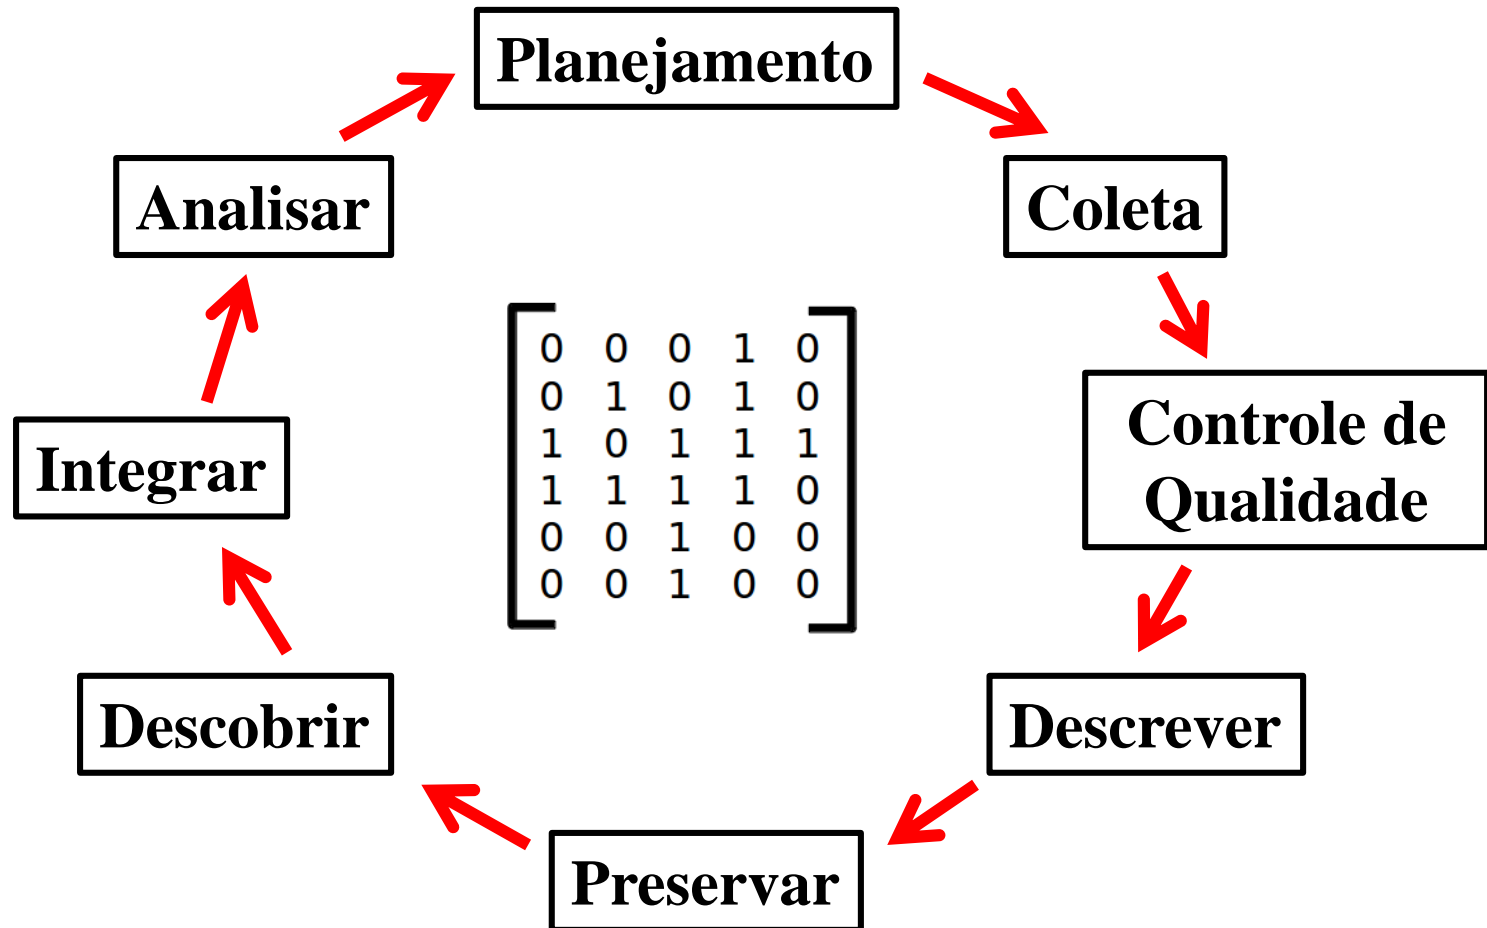 Planejamento
Analisar
Coleta
0 0 0 1 0
0 1 0 1 0
1 0 1 1 1
1 1 1 1 0
0 0 1 0 0
0 0 1 0 0
Controle de
Qualidade
Integrar
Descobrir
Descrever
Preservar